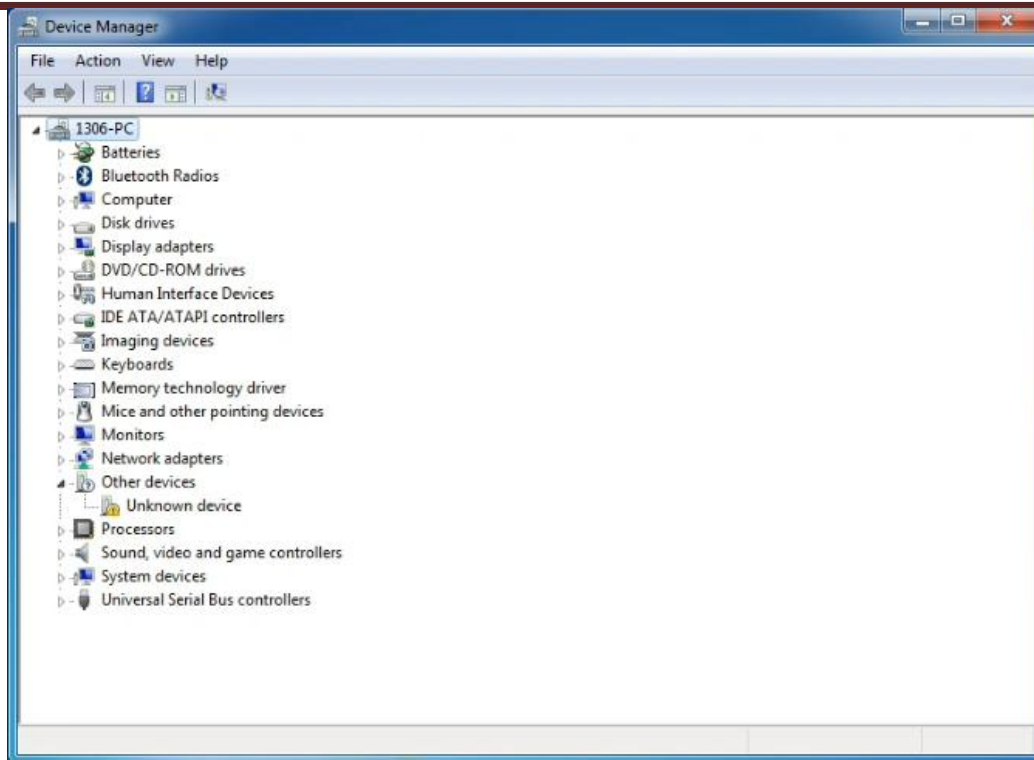 Device Manager
File Action View Help
1306-PC
Batteries
Bluetooth Radios
Computer
Disk drives
Display adapters
DVD/CD-ROM drives
Human Interface Devices
IDE ATA/ATAPI controllers
Imaging devices
Keyboards
Memory technology driver
Mice and other pointing devices
Monitors
Network adapters
Other devices
Unknown device
Processors
Sound, video and game controllers
System devices
Universal Serial Bus controllers